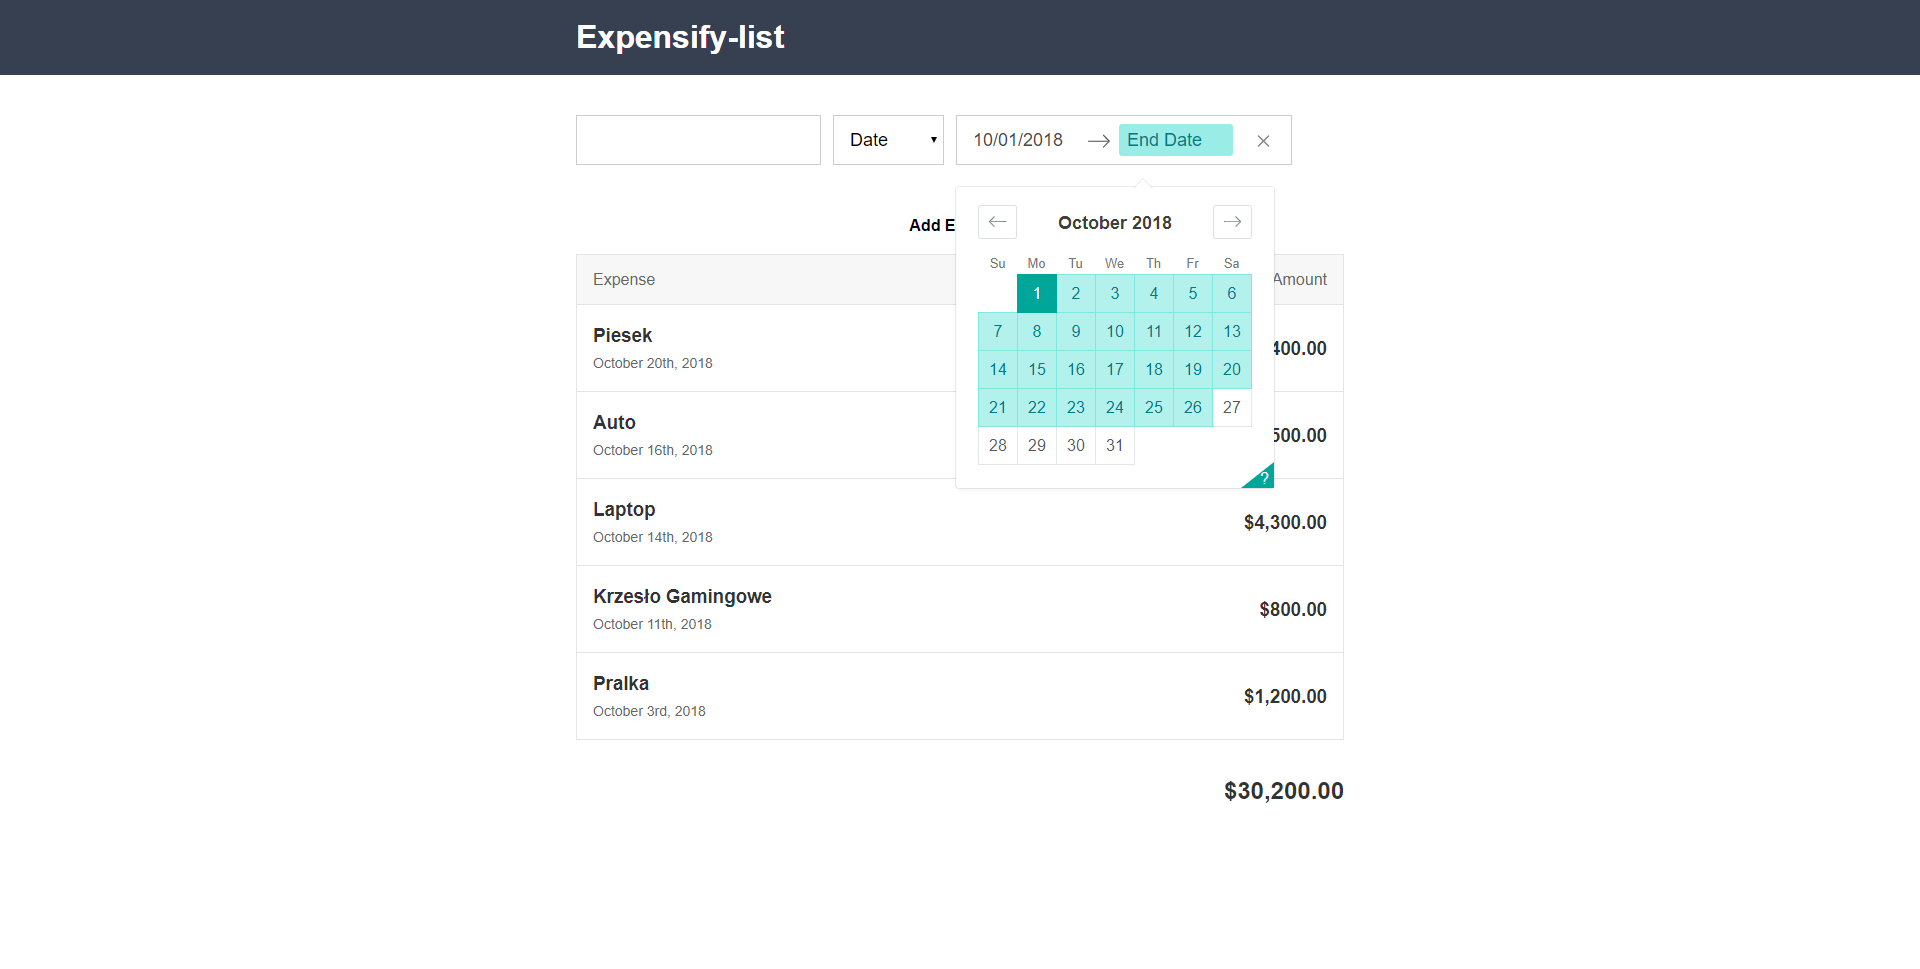 Expensify-list
Date 10/01/2018 End Date
October 2018
Add E
Su Mo Tu We Th Fr Sa
Expense Amount
1 2 3 4 5 6
7 8 9 10 11 12 13
14 15 16 17 18 19 20
21 22 23 24 25 26 27
28 29 30 31
?
Piesek
October 20th, 2018
400.00
Auto
October 16th, 2018
500.00
Laptop
October 14th, 2018
$4,300.00
Krzesło Gamingowe
October 11th, 2018
$800.00
Pralka
October 3rd, 2018
$1,200.00
$30,200.00